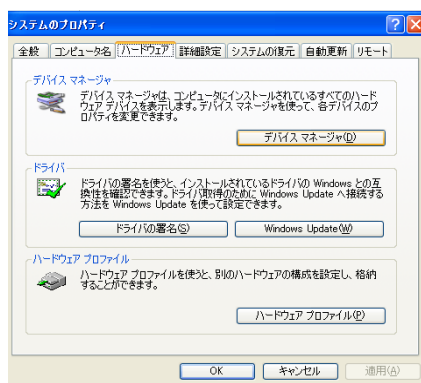 システムのプロパティ
全般 コンピュータ名 ハードウェア 詳細設定 システムの復元 自動更新 リモート
デバイス マネージャ
デバイス マネージャは、コンピュータにインストールされているすべてのハード
ウェア デバイスを表示します。デバイス マネージャを使って、各デバイスのプ
ロパティを変更できます。
デバイス マネージャ(D)
ドライバ
ドライバの署名を使うと、インストールされているドライバの Windows との互
換性を確認できます。ドライバ取得のために Windows Update へ接続する
方法を Windows Update を使って設定できます。
ドライバの署名(S) Windows Update(W)
ハードウェア プロファイル
ハードウェア プロファイルを使うと、別のハードウェアの構成を設定し、格納
することができます。
ハードウェア プロファイル(P)
OK キャンセル 適用(A)